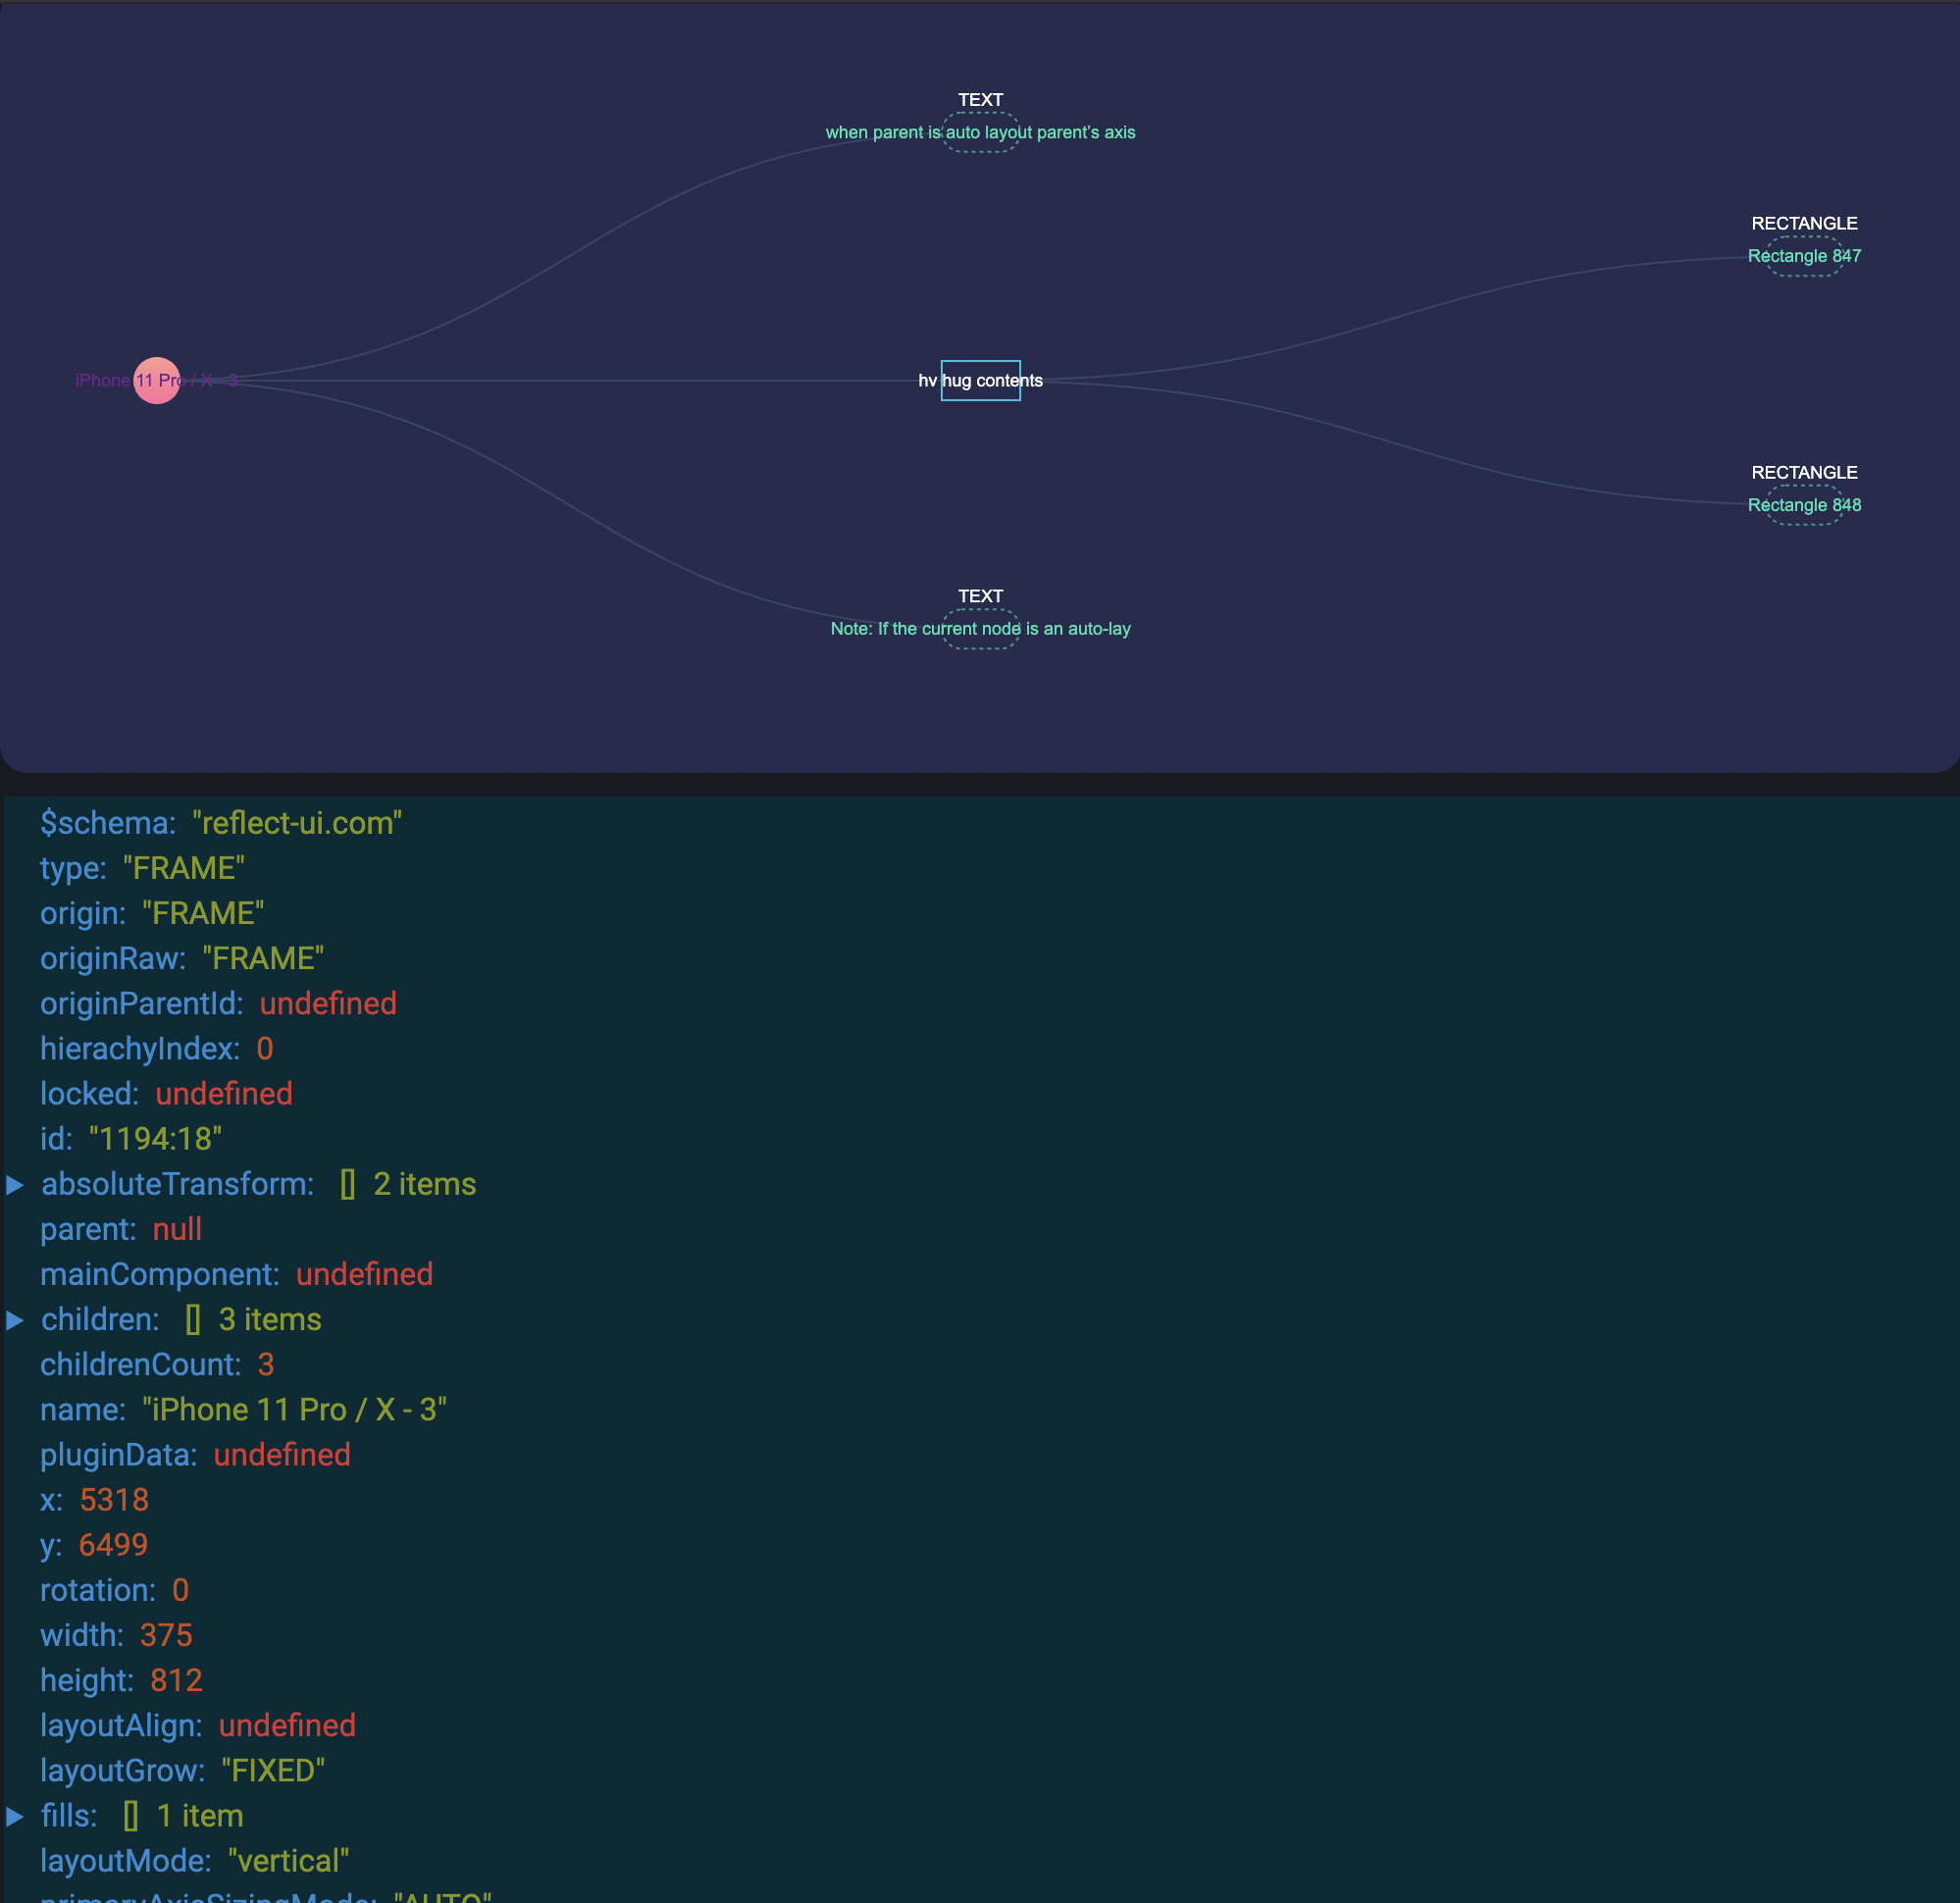 TEXT
when parent is auto layout parent's axis
RECTANGLE
Rectangle 847
iPhone 11 Pro / X - 3
hv hug contents
RECTANGLE
Rectangle 848
TEXT
Note: If the current node is an auto-lay
$schema: "reflect-ui.com"
type: "FRAME"
origin: "FRAME"
originRaw: "FRAME"
originParentId: undefined
hierachyIndex: 0
locked: undefined
id: "1194:18"
absoluteTransform: [] 2 items
parent: null
mainComponent: undefined
children: [] 3 items
childrenCount: 3
name: "iPhone 11 Pro / X - 3"
pluginData: undefined
x: 5318
y: 6499
rotation: 0
width: 375
height: 812
layoutAlign: undefined
layoutGrow: "FIXED"
fills: [] 1 item
layoutMode: "vertical"
primaryAxisSizingMode: "AUTO"